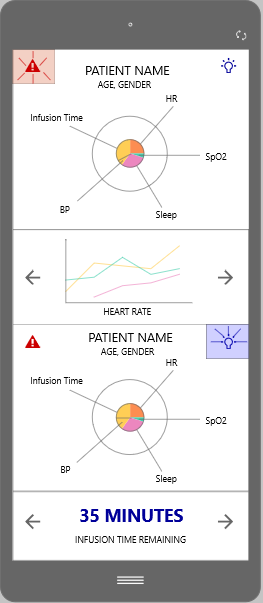 PATIENT NAME
AGE, GENDER
HR
Infusion Time
SpO2
BP
Sleep
HEART RATE
PATIENT NAME
AGE, GENDER
HR
Infusion Time
SpO2
BP
Sleep
35 MINUTES
INFUSION TIME REMAINING